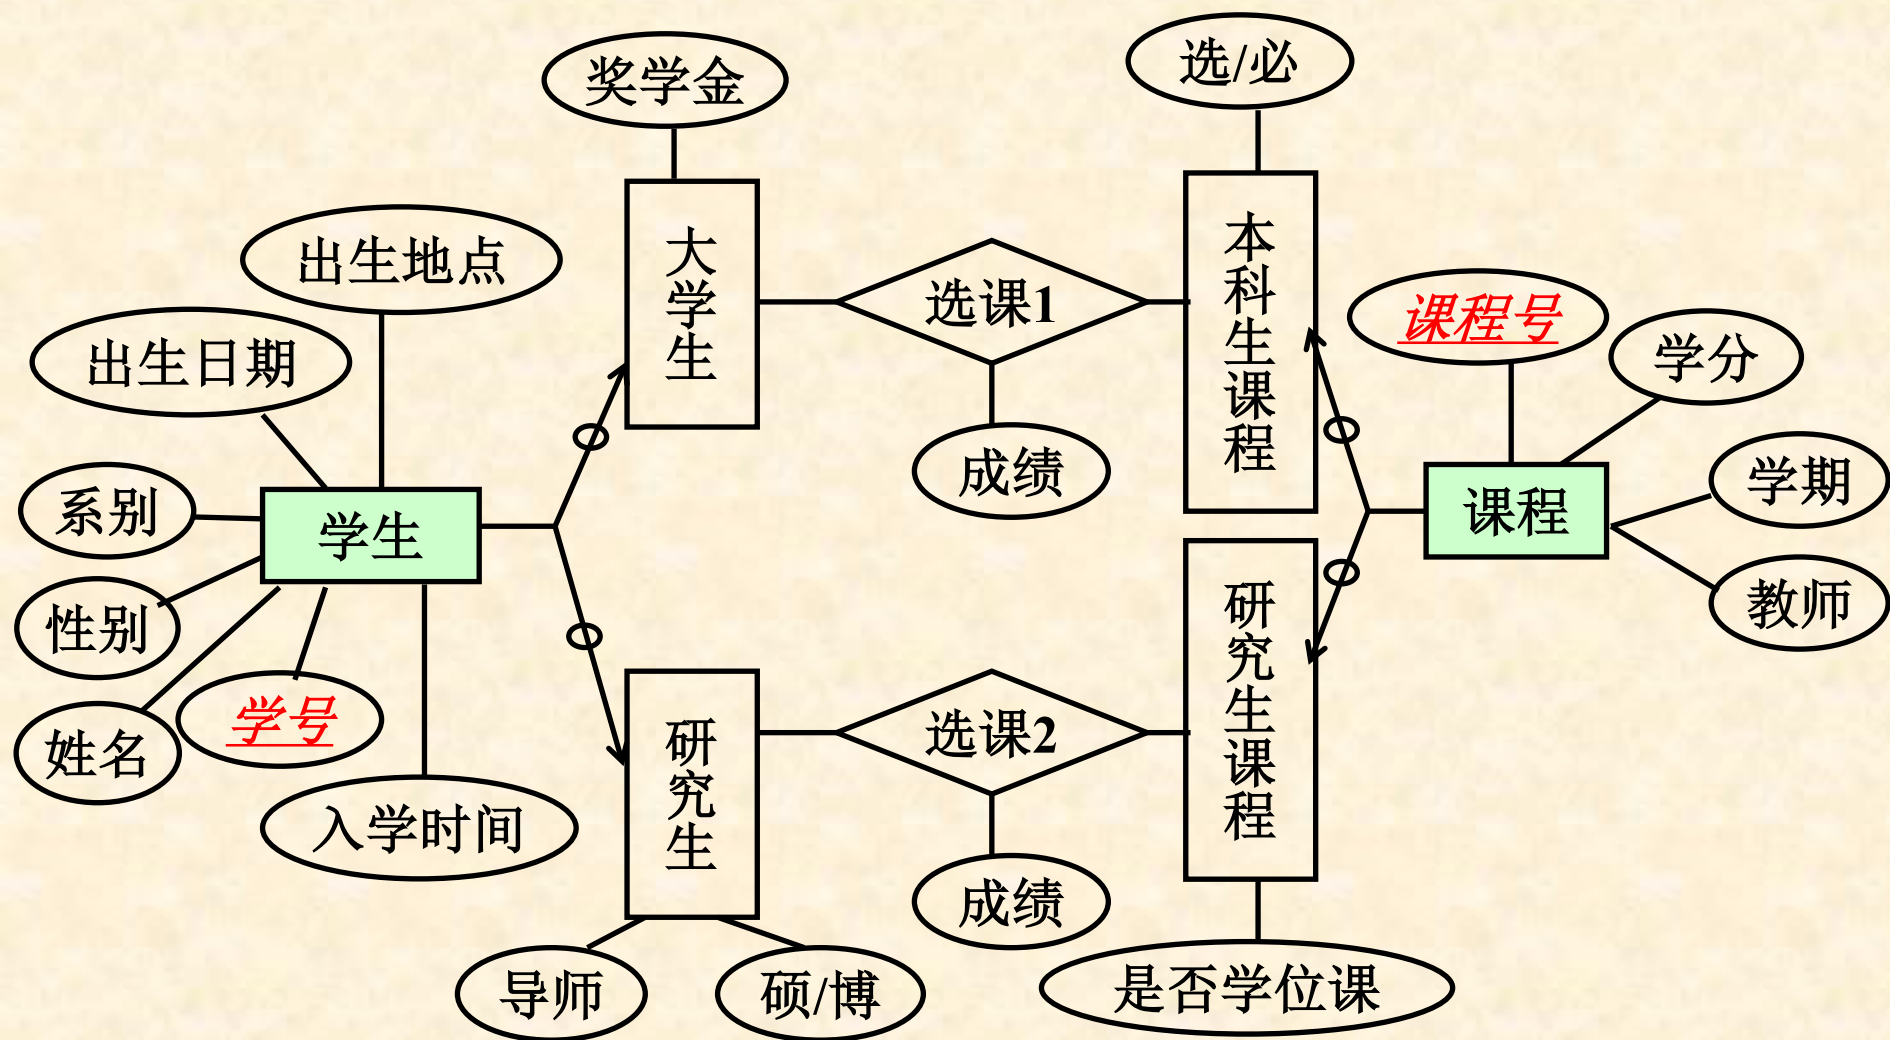 奖学金
选/必
出生地点
大学生
选课1
本科生课程
课程号
出生日期
学分
成绩
系别
学生
课程
学期
性别
研究生课程
教师
学号
姓名
研究生
选课2
入学时间
成绩
导师
硕/博
是否学位课